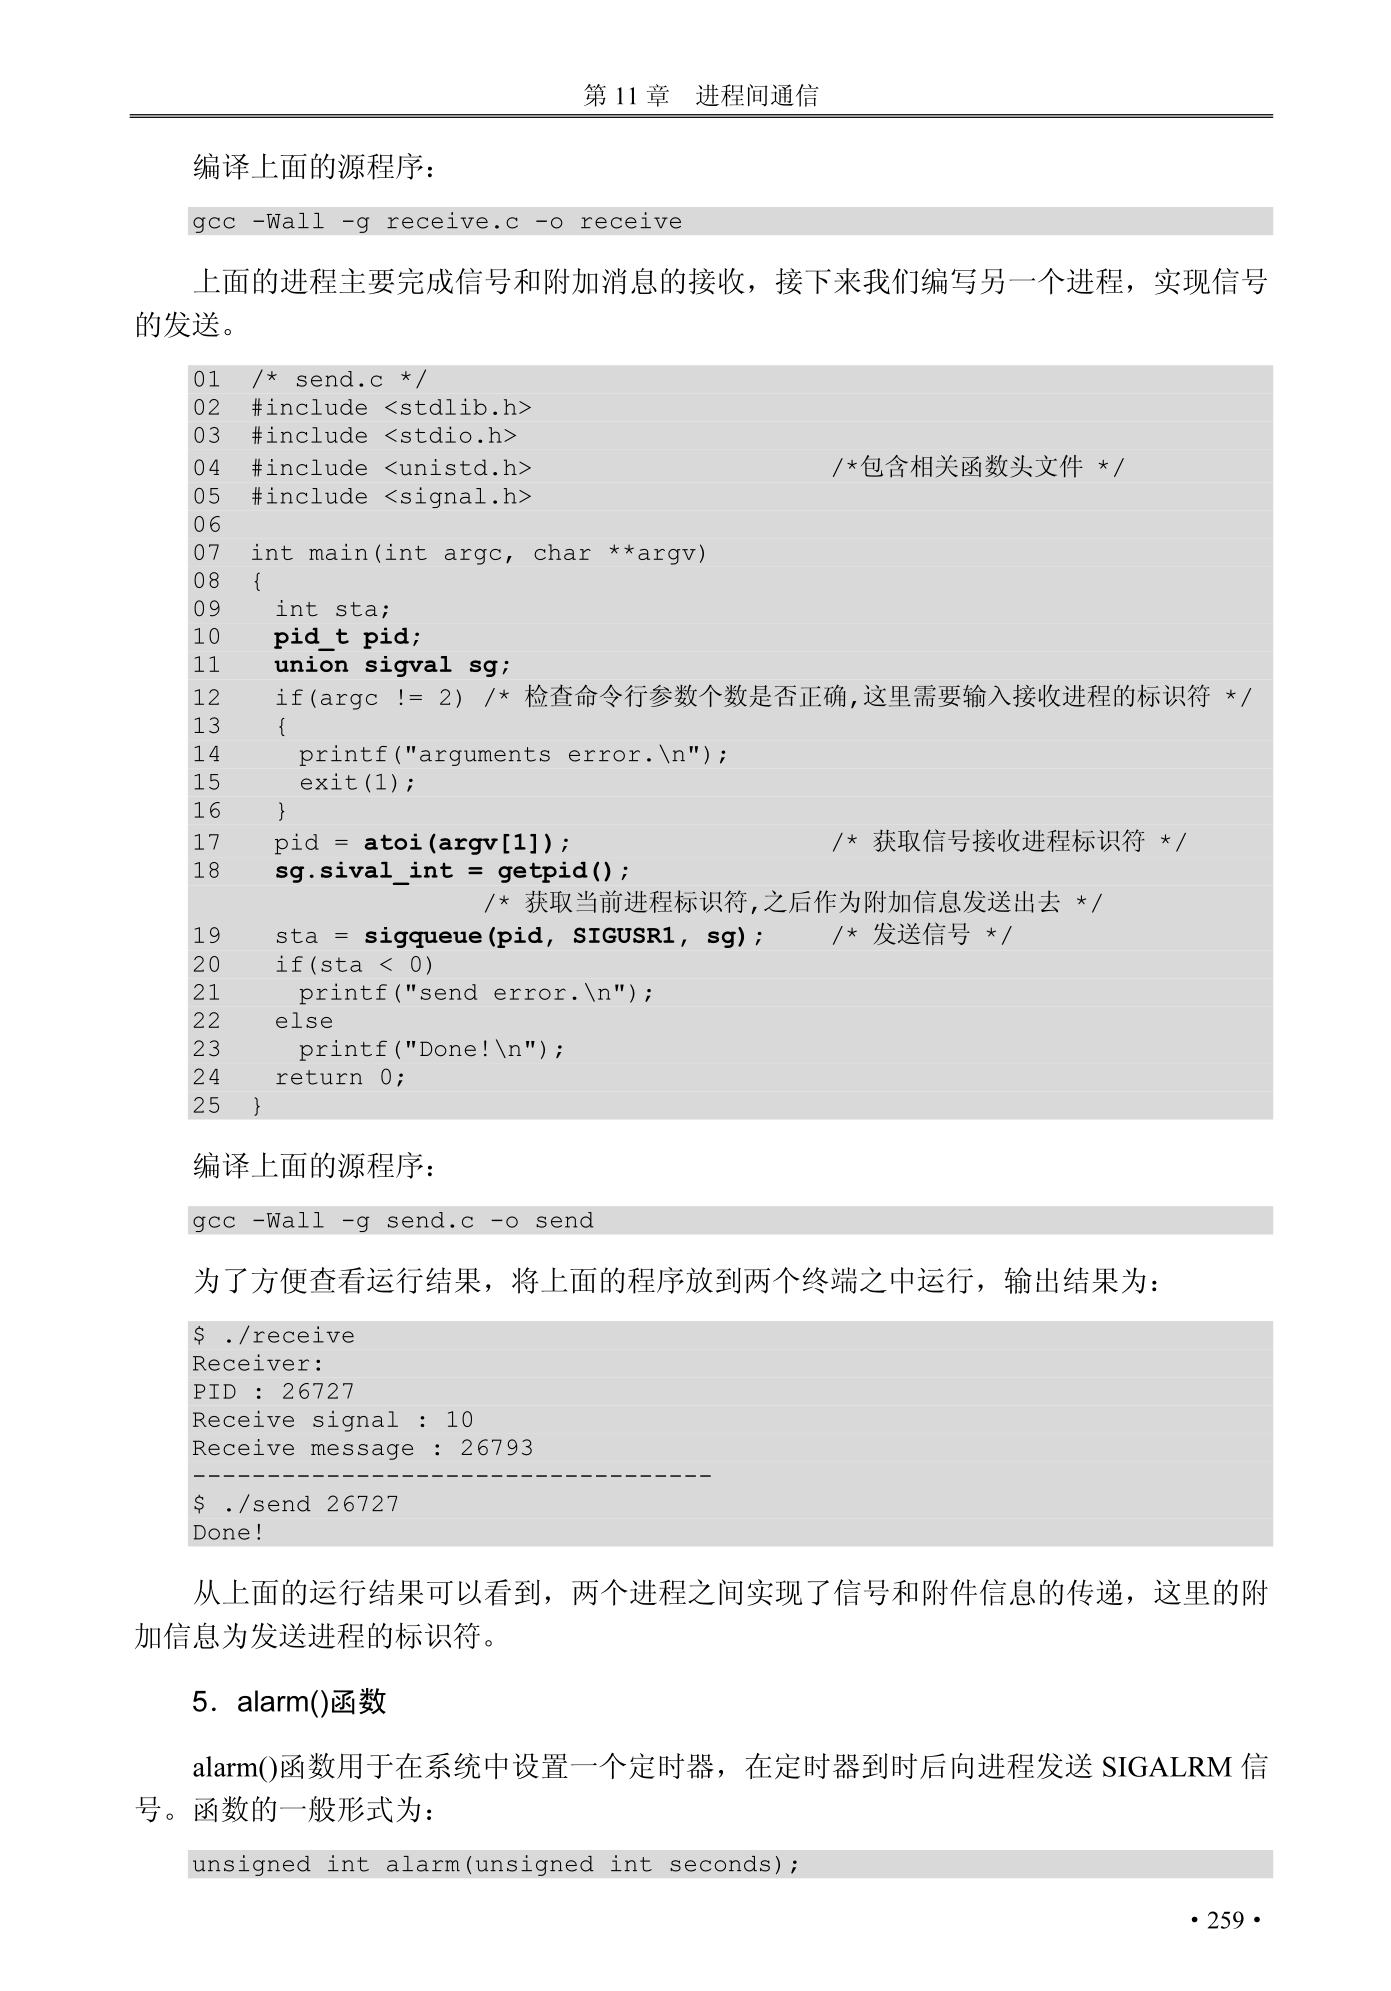 第 11 章　进程间通信
编译上面的源程序：
gcc -Wall -g receive.c -o receive
上面的进程主要完成信号和附加消息的接收，接下来我们编写另一个进程，实现信号
的发送。
01  /* send.c */
02  #include <stdlib.h>
03  #include <stdio.h>
04  #include <unistd.h>                    /*包含相关函数头文件 */
05  #include <signal.h>
06
07  int main(int argc, char **argv)
08  {
09    int sta;
10    pid_t pid;
11    union sigval sg;
12    if(argc != 2) /* 检查命令行参数个数是否正确,这里需要输入接收进程的标识符 */
13    {
14      printf("arguments error.\n");
15      exit(1);
16    }
17    pid = atoi(argv[1]);                 /* 获取信号接收进程标识符 */
18    sg.sival_int = getpid();
/* 获取当前进程标识符,之后作为附加信息发送出去 */
19    sta = sigqueue(pid, SIGUSR1, sg);    /* 发送信号 */
20    if(sta < 0)
21      printf("send error.\n");
22    else
23      printf("Done!\n");
24    return 0;
25  }
编译上面的源程序：
gcc -Wall -g send.c -o send
为了方便查看运行结果，将上面的程序放到两个终端之中运行，输出结果为：
$ ./receive
Receiver:
PID : 26727
Receive signal : 10
Receive message : 26793
-----------------------------------
$ ./send 26727
Done!
从上面的运行结果可以看到，两个进程之间实现了信号和附件信息的传递，这里的附
加信息为发送进程的标识符。
5．alarm()函数
alarm()函数用于在系统中设置一个定时器，在定时器到时后向进程发送 SIGALRM 信
号。函数的一般形式为：
unsigned int alarm(unsigned int seconds);
• 259 •